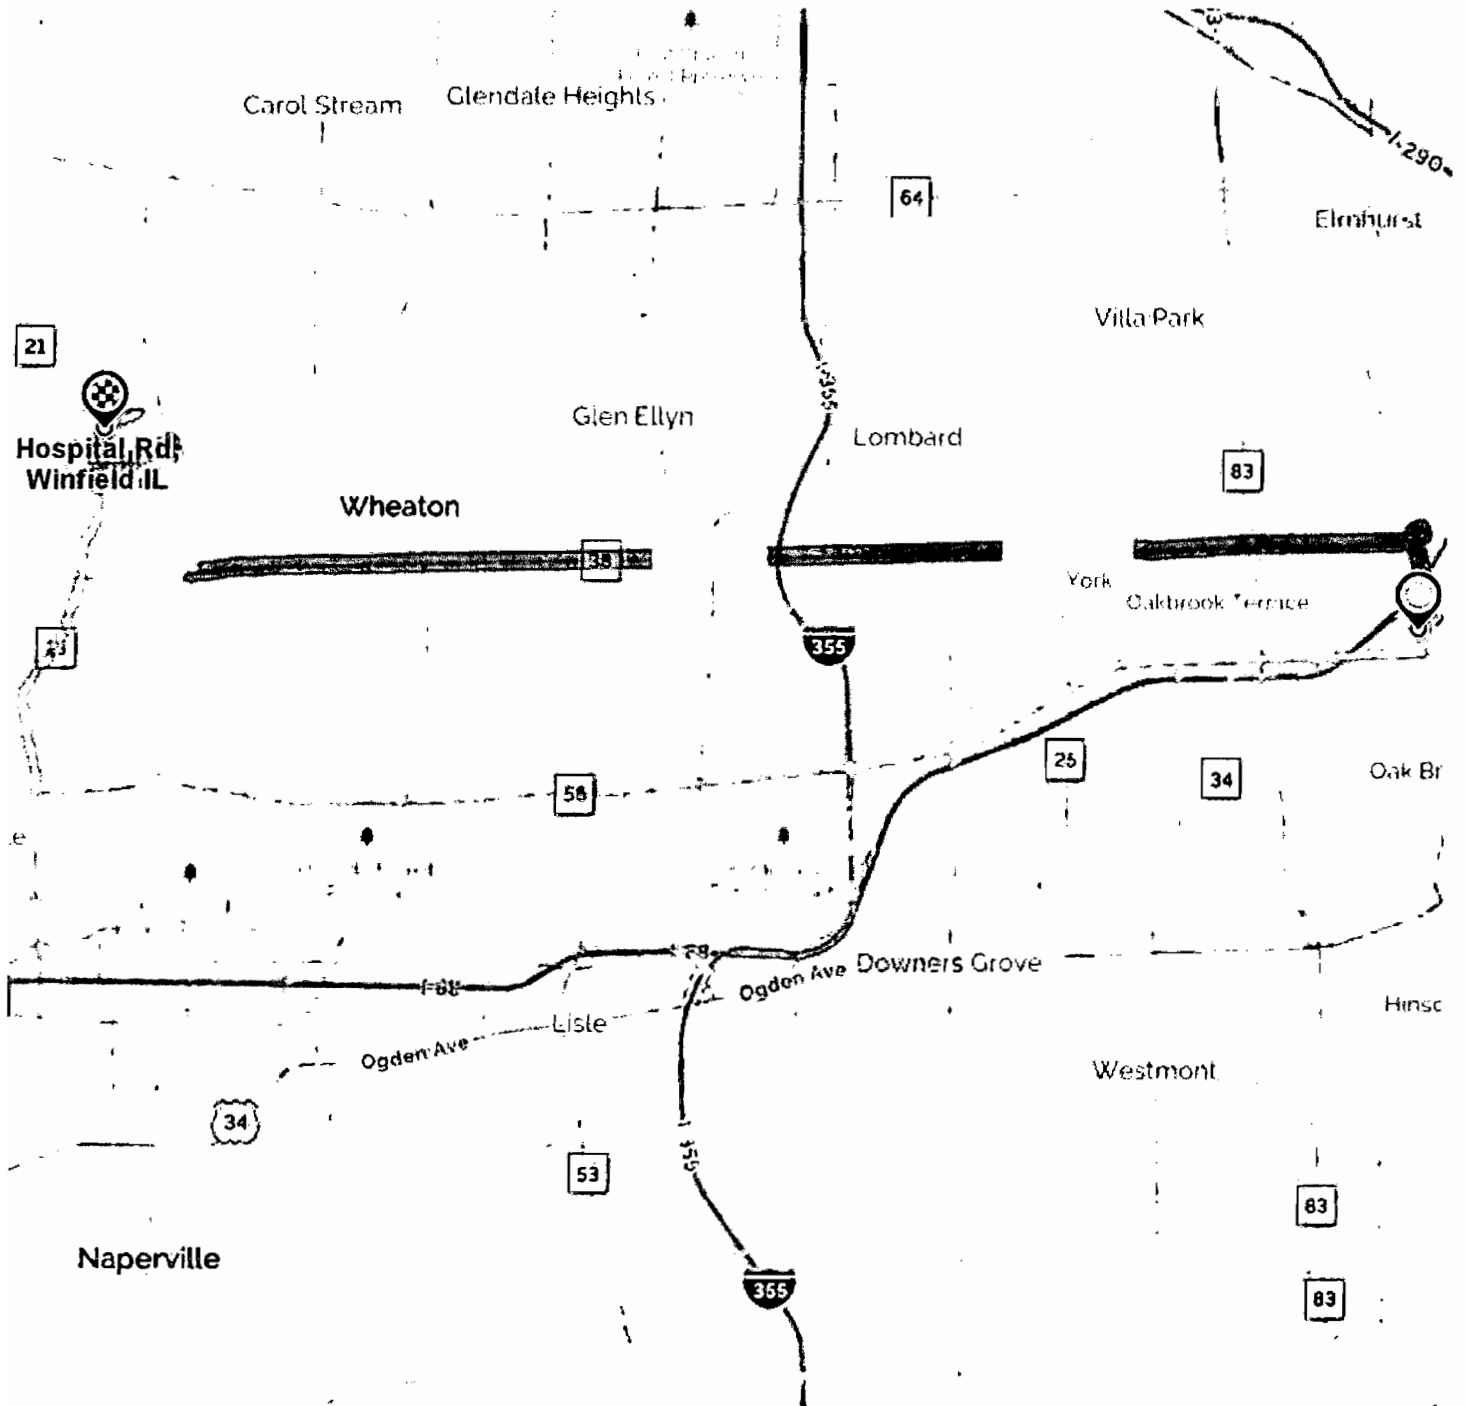 Carol Stream
Glendale Heights
I-290
64
Elmhurst
Villa Park
21
I-355
Glen Ellyn
Lombard
Hospital Rd,
Winfield IL
83
Wheaton
38
York
Oakbrook Terrace
355
25
34
Oak Br
56
Downers Grove
Ogden Ave
Hinsc
Lisle
Ogden Ave
Westmont
34
355
53
83
Naperville
355
83